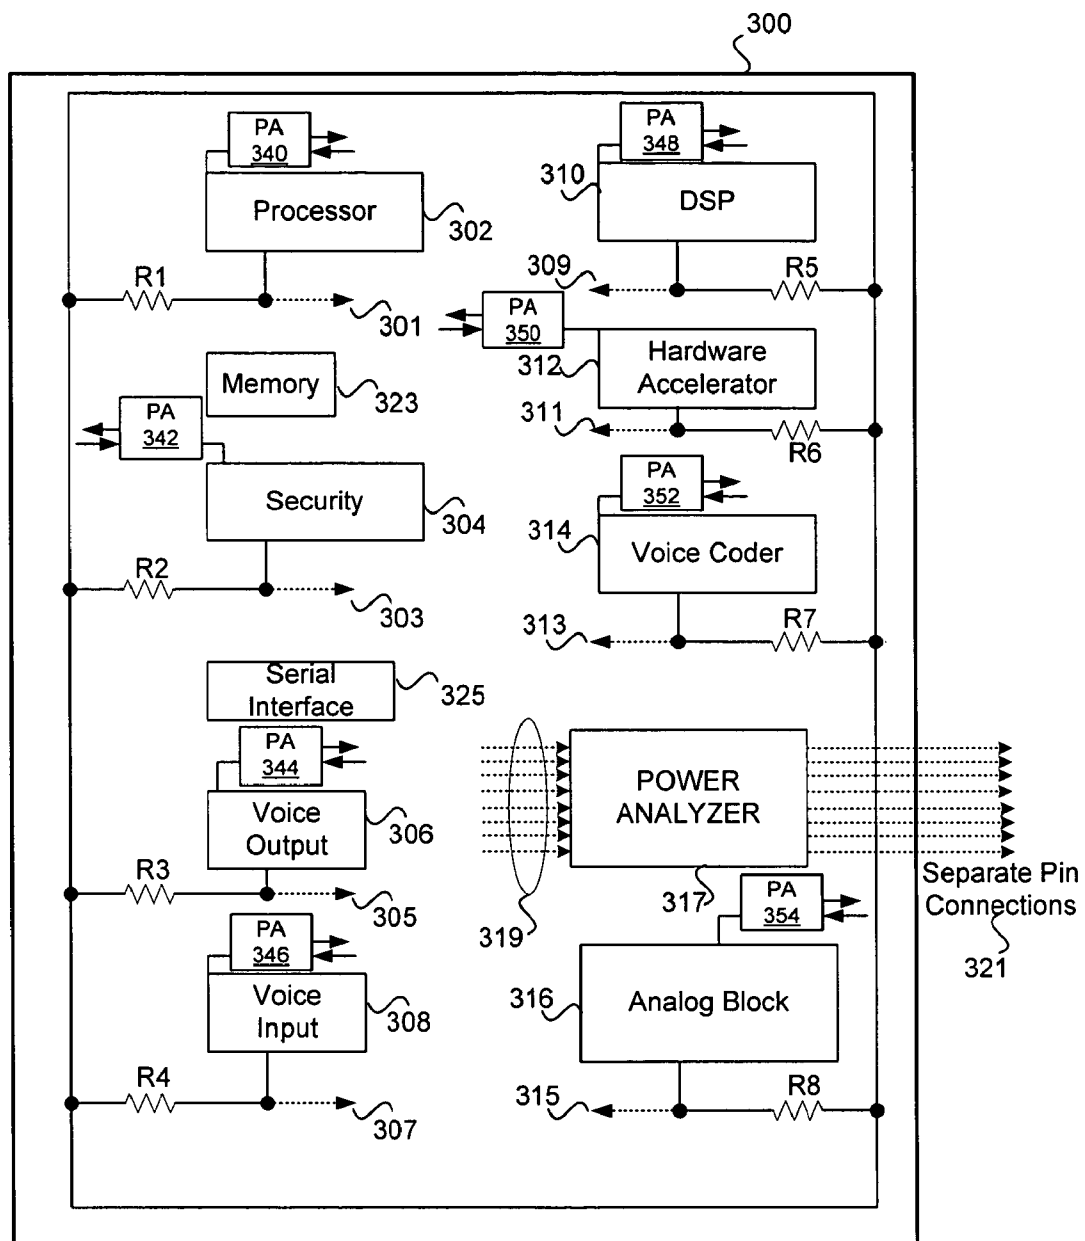 300
PA
340
Processor
302
R1
301
Memory
323
PA
342
Security
304
R2
303
Serial
Interface
325
PA
344
Voice
Output
306
R3
305
PA
346
Voice
Input
308
R4
307
PA
348
310
DSP
309
R5
PA
350
312
Hardware
Accelerator
311
R6
PA
352
314
Voice Coder
313
R7
POWER
ANALYZER
319
317
Separate Pin
Connections
321
PA
354
316
Analog Block
315
R8